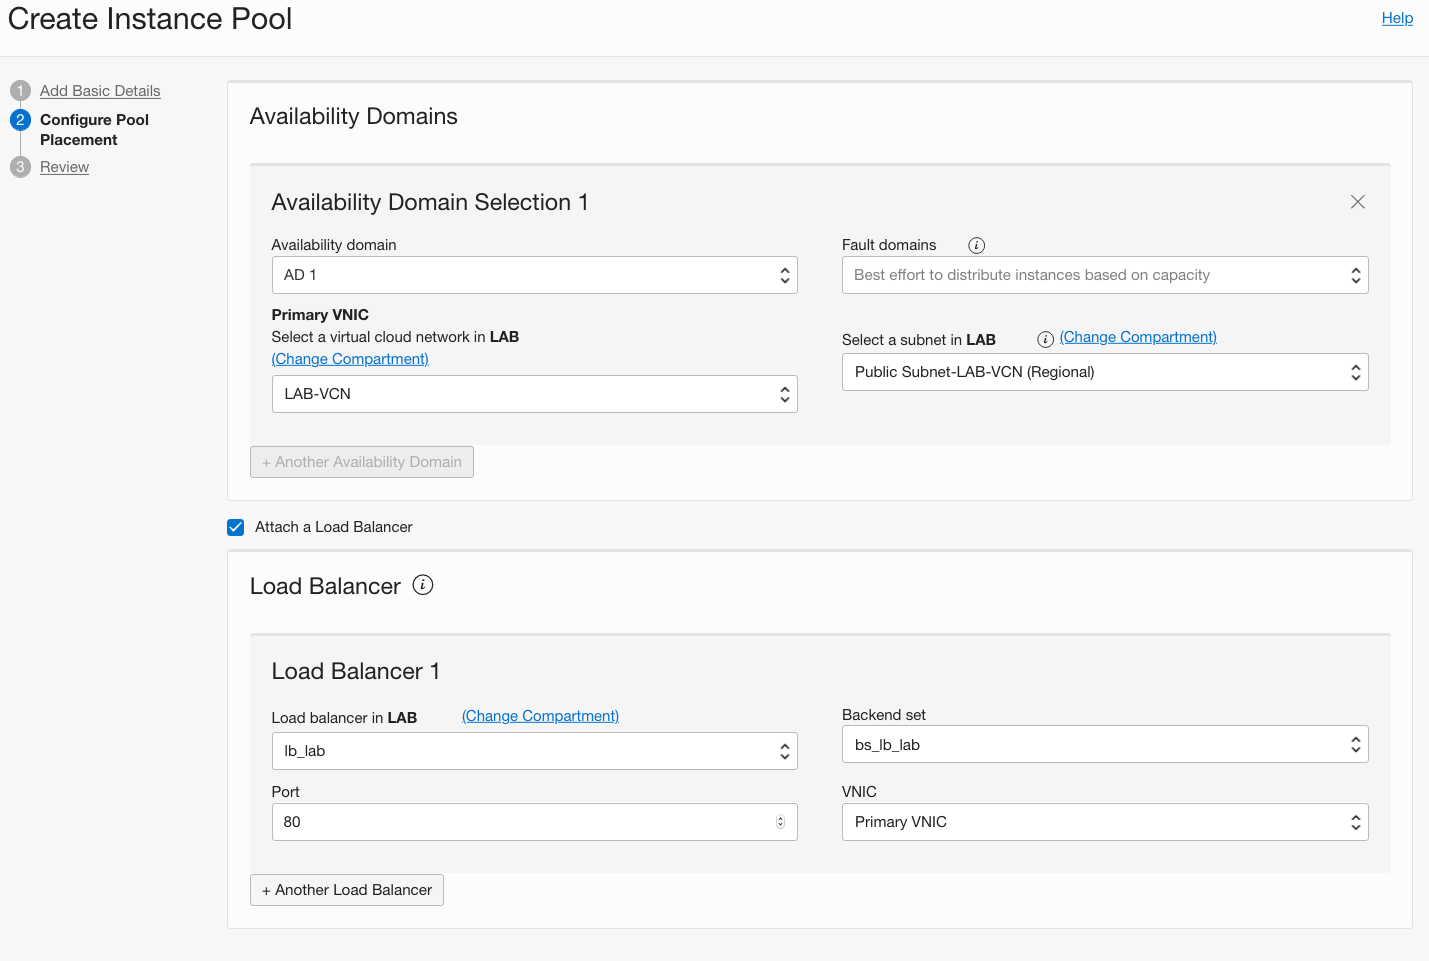 Create Instance Pool
Help
1 Add Basic Details
2 Configure Pool
Placement
3 Review
Availability Domains
Availability Domain Selection 1
Availability domain
AD 1
Fault domains i
Best effort to distribute instances based on capacity
Primary VNIC
Select a virtual cloud network in LAB
(Change Compartment)
LAB-VCN
Select a subnet in LAB i (Change Compartment)
Public Subnet-LAB-VCN (Regional)
+ Another Availability Domain
Attach a Load Balancer
Load Balancer i
Load Balancer 1
Load balancer in LAB (Change Compartment)
lb_lab
Backend set
bs_lb_lab
Port
80
VNIC
Primary VNIC
+ Another Load Balancer